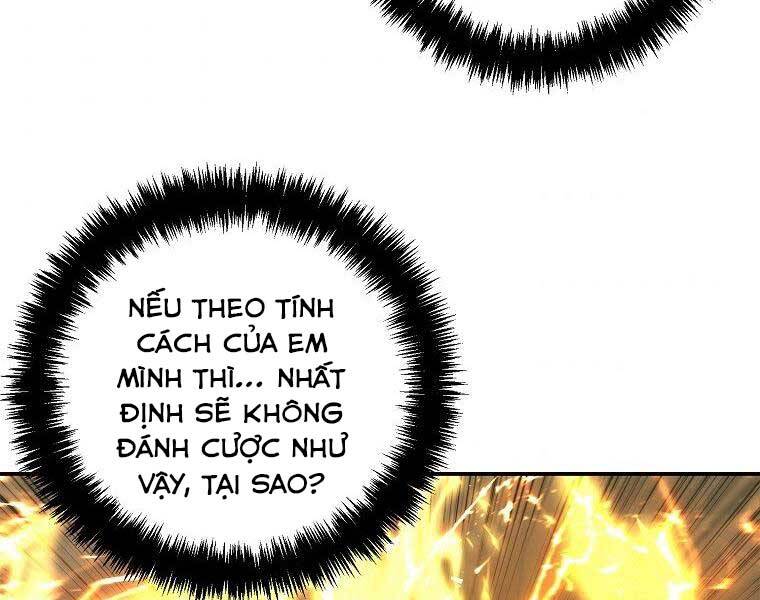 NẾU THEO TÍNH
CÁCH CỦA EM
MÌNH THÌ... NHẤT
ĐỊNH SẼ KHÔNG
ĐÁNH CƯỢC NHƯ
VẬY, TẠI SAO?